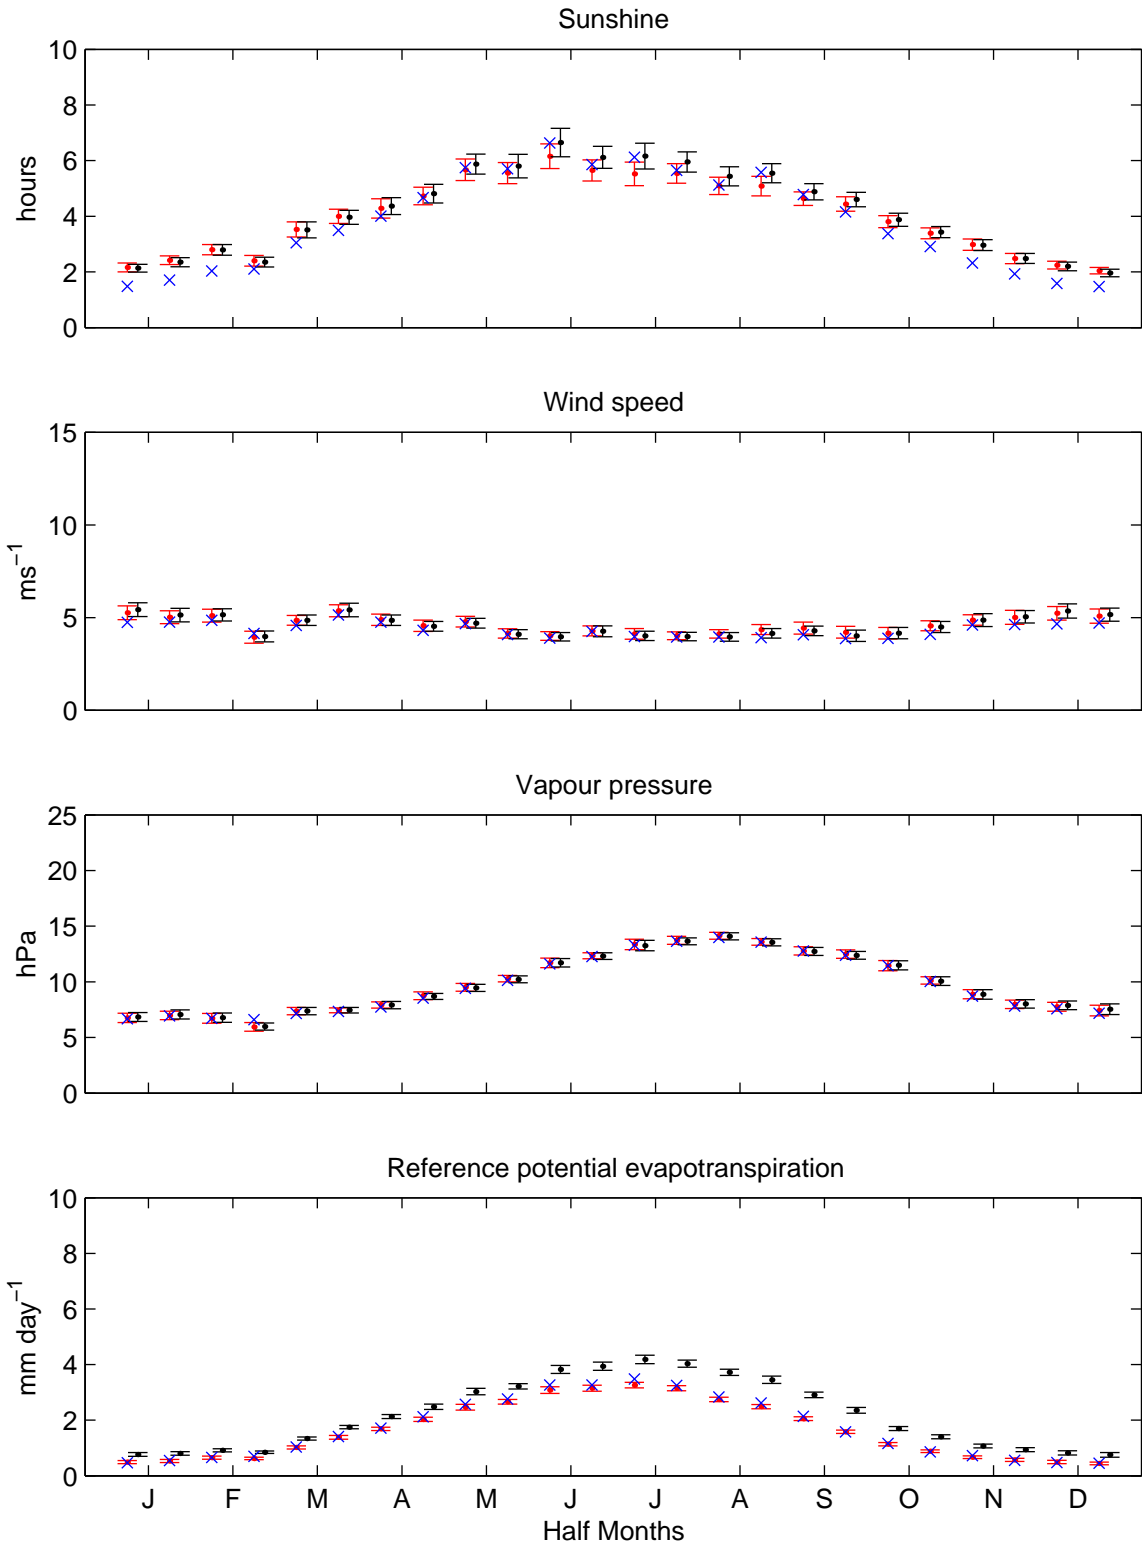 Sunshine
10
8
6
4
2
0
hours
Wind speed
15
10
5
0
ms−1
Vapour pressure
25
20
15
10
5
0
hPa
Reference potential evapotranspiration
10
8
6
4
2
0
mm day−1
J F M A M J J A S O N D
Half Months